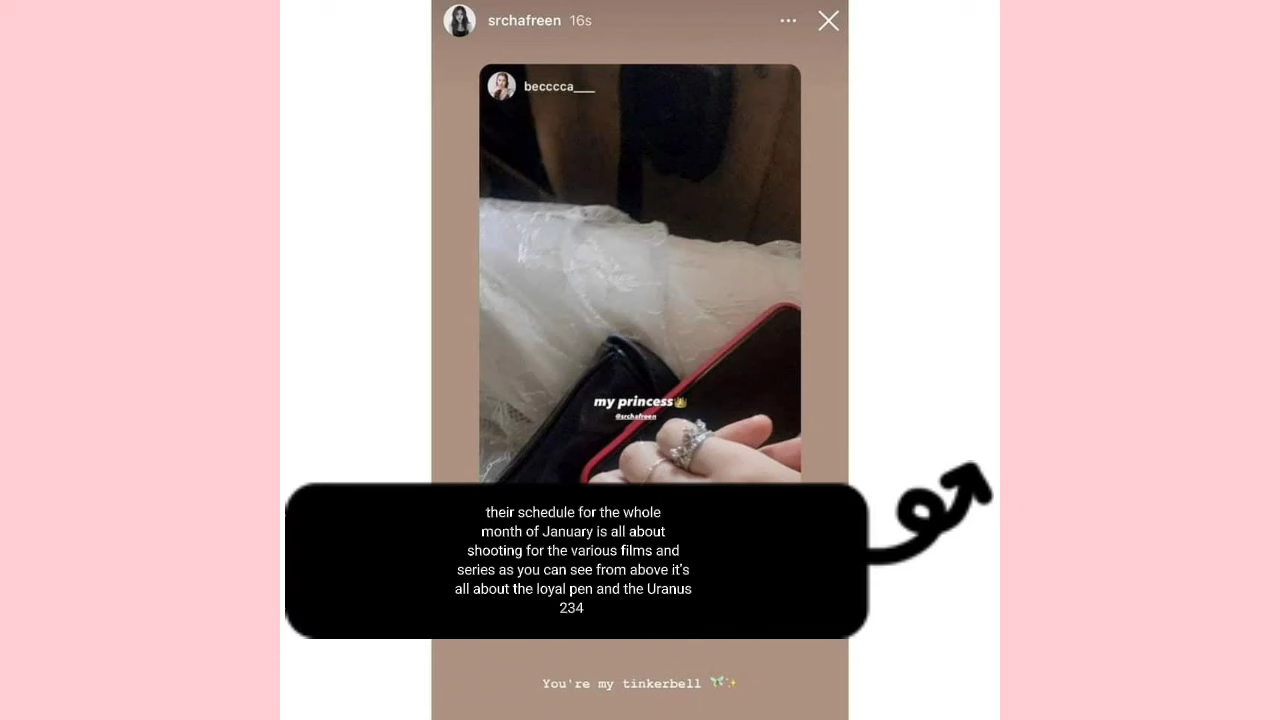 srchafreen 16s
becccca___
my princess
@srchafreen
their schedule for the whole
month of January is all about
shooting for the various films and
series as you can see from above it's
all about the loyal pen and the Uranus
234
You're my tinkerbell